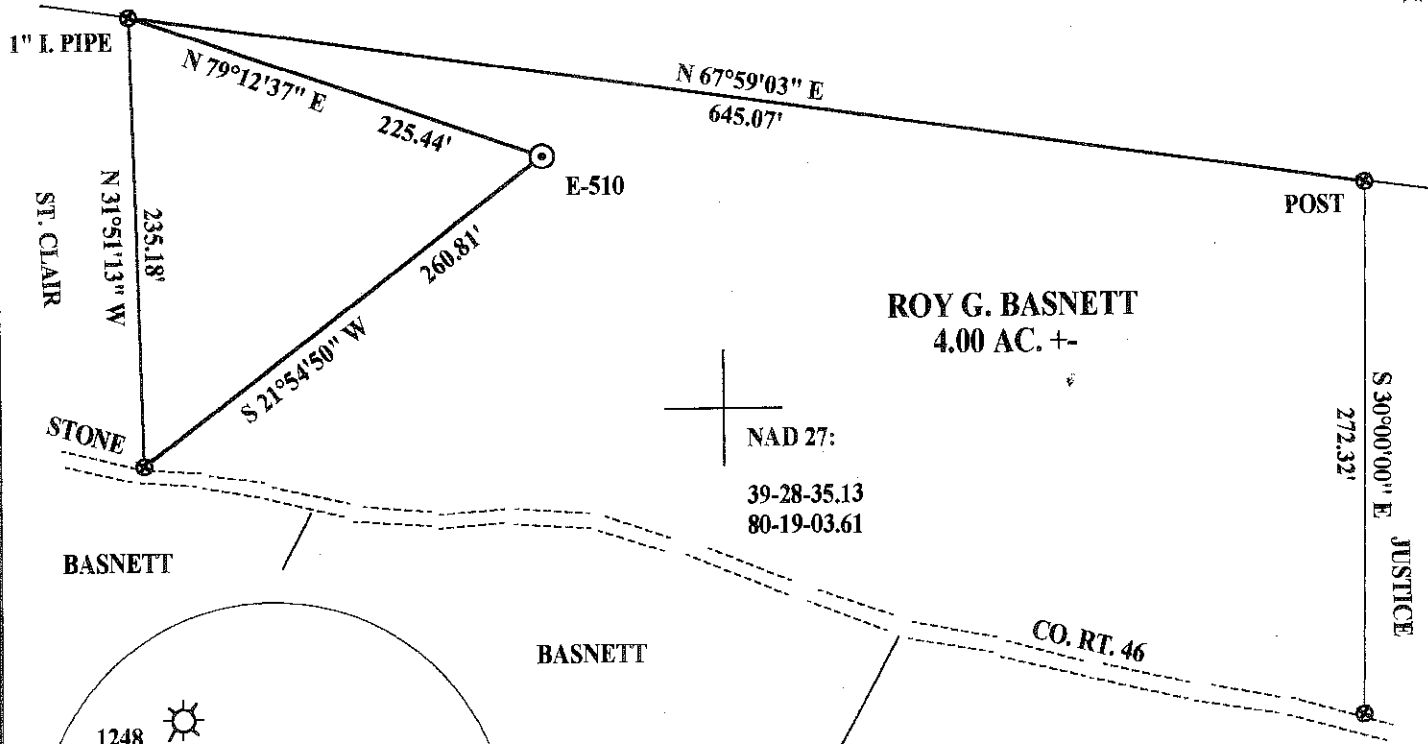 1" I. PIPE
N 79°12'37" E
225.44'
N 67°59'03" E
645.07'
E-510
POST
ST. CLAIR
N 31°51'13" W
235.18'
260.81'
S 21°54'50" W
ROY G. BASNETT
4.00 AC. +-
S 30°00'00" E
272.32'
STONE
NAD 27:
39-28-35.13
80-19-03.61
JUSTICE
BASNETT
BASNETT
CO. RT. 46
1248